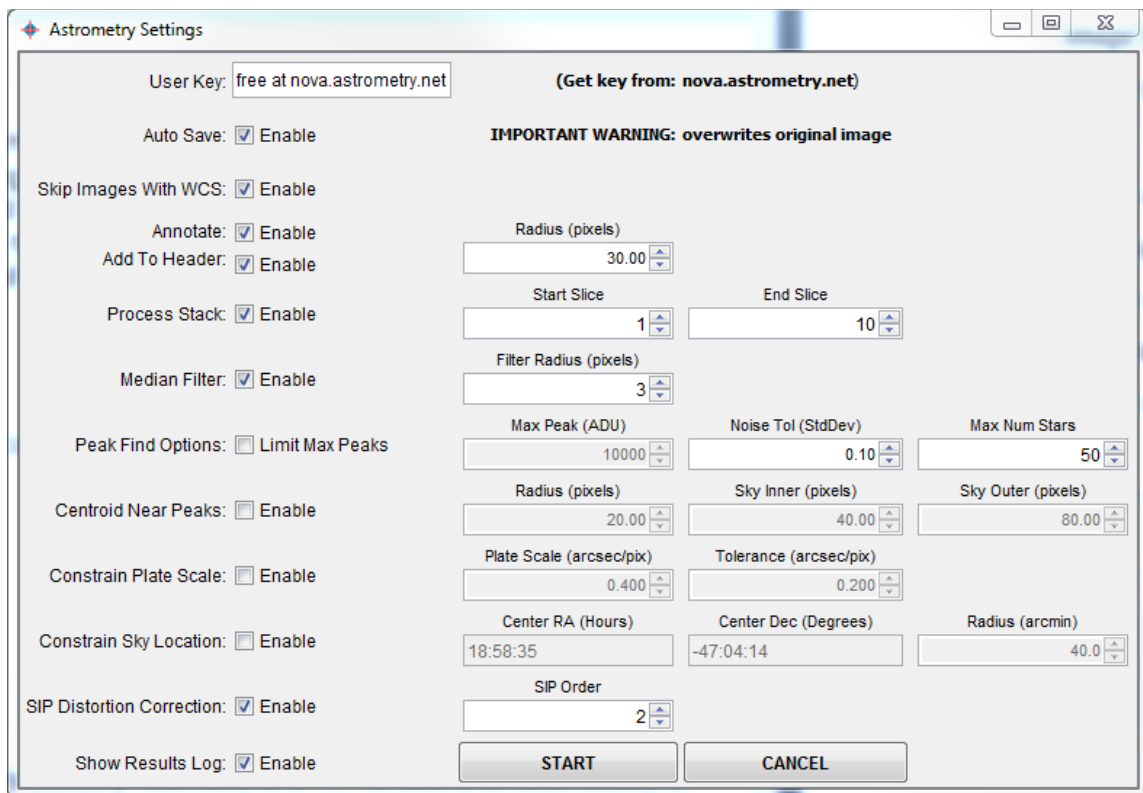 Astrometry Settings
User Key: free at nova.astrometry.net (Get key from: nova.astrometry.net)
Auto Save: Enable IMPORTANT WARNING: overwrites original image
Skip Images With WCS: Enable
Annotate: Enable Radius (pixels)
Add To Header: Enable 30.00
Start Slice End Slice
Process Stack: Enable 1 10
Filter Radius (pixels)
Median Filter: Enable 3
Max Peak (ADU) Noise Tol (StdDev) Max Num Stars
Peak Find Options: Limit Max Peaks 10000 0.10 50
Radius (pixels) Sky Inner (pixels) Sky Outer (pixels)
Centroid Near Peaks: Enable 20.00 40.00 80.00
Plate Scale (arcsec/pix) Tolerance (arcsec/pix)
Constrain Plate Scale: Enable 0.400 0.200
Center RA (Hours) Center Dec (Degrees) Radius (arcmin)
Constrain Sky Location: Enable 18:58:35 -47:04:14 40.0
SIP Order
SIP Distortion Correction: Enable 2
Show Results Log: Enable START CANCEL